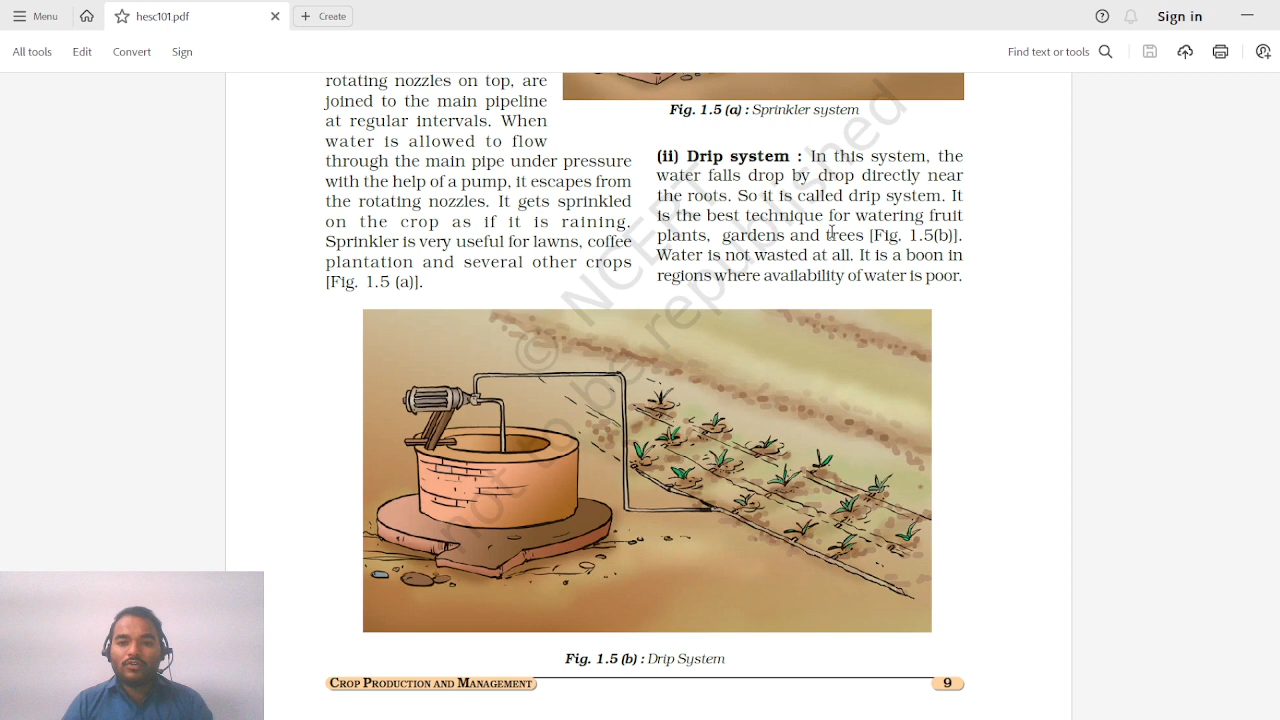 Menu
hesc101.pdf
Create
Sign in
All tools
Edit
Convert
Sign
Find text or tools
rotating nozzles on top, are
joined to the main pipeline
at regular intervals. When
water is allowed to flow
through the main pipe under pressure
with the help of a pump, it escapes from
the rotating nozzles. It gets sprinkled
on the crop as if it is raining.
Sprinkler is very useful for lawns, coffee
plantation and several other crops
[Fig. 1.5 (a)].
Fig. 1.5 (a) : Sprinkler system
(ii) Drip system : In this system, the
water falls drop by drop directly near
the roots. So it is called drip system. It
is the best technique for watering fruit
plants, gardens and trees [Fig. 1.5(b)].
Water is not wasted at all. It is a boon in
regions where availability of water is poor.
© NCERT
not to be republished
Fig. 1.5 (b) : Drip System
CROP PRODUCTION AND MANAGEMENT
9